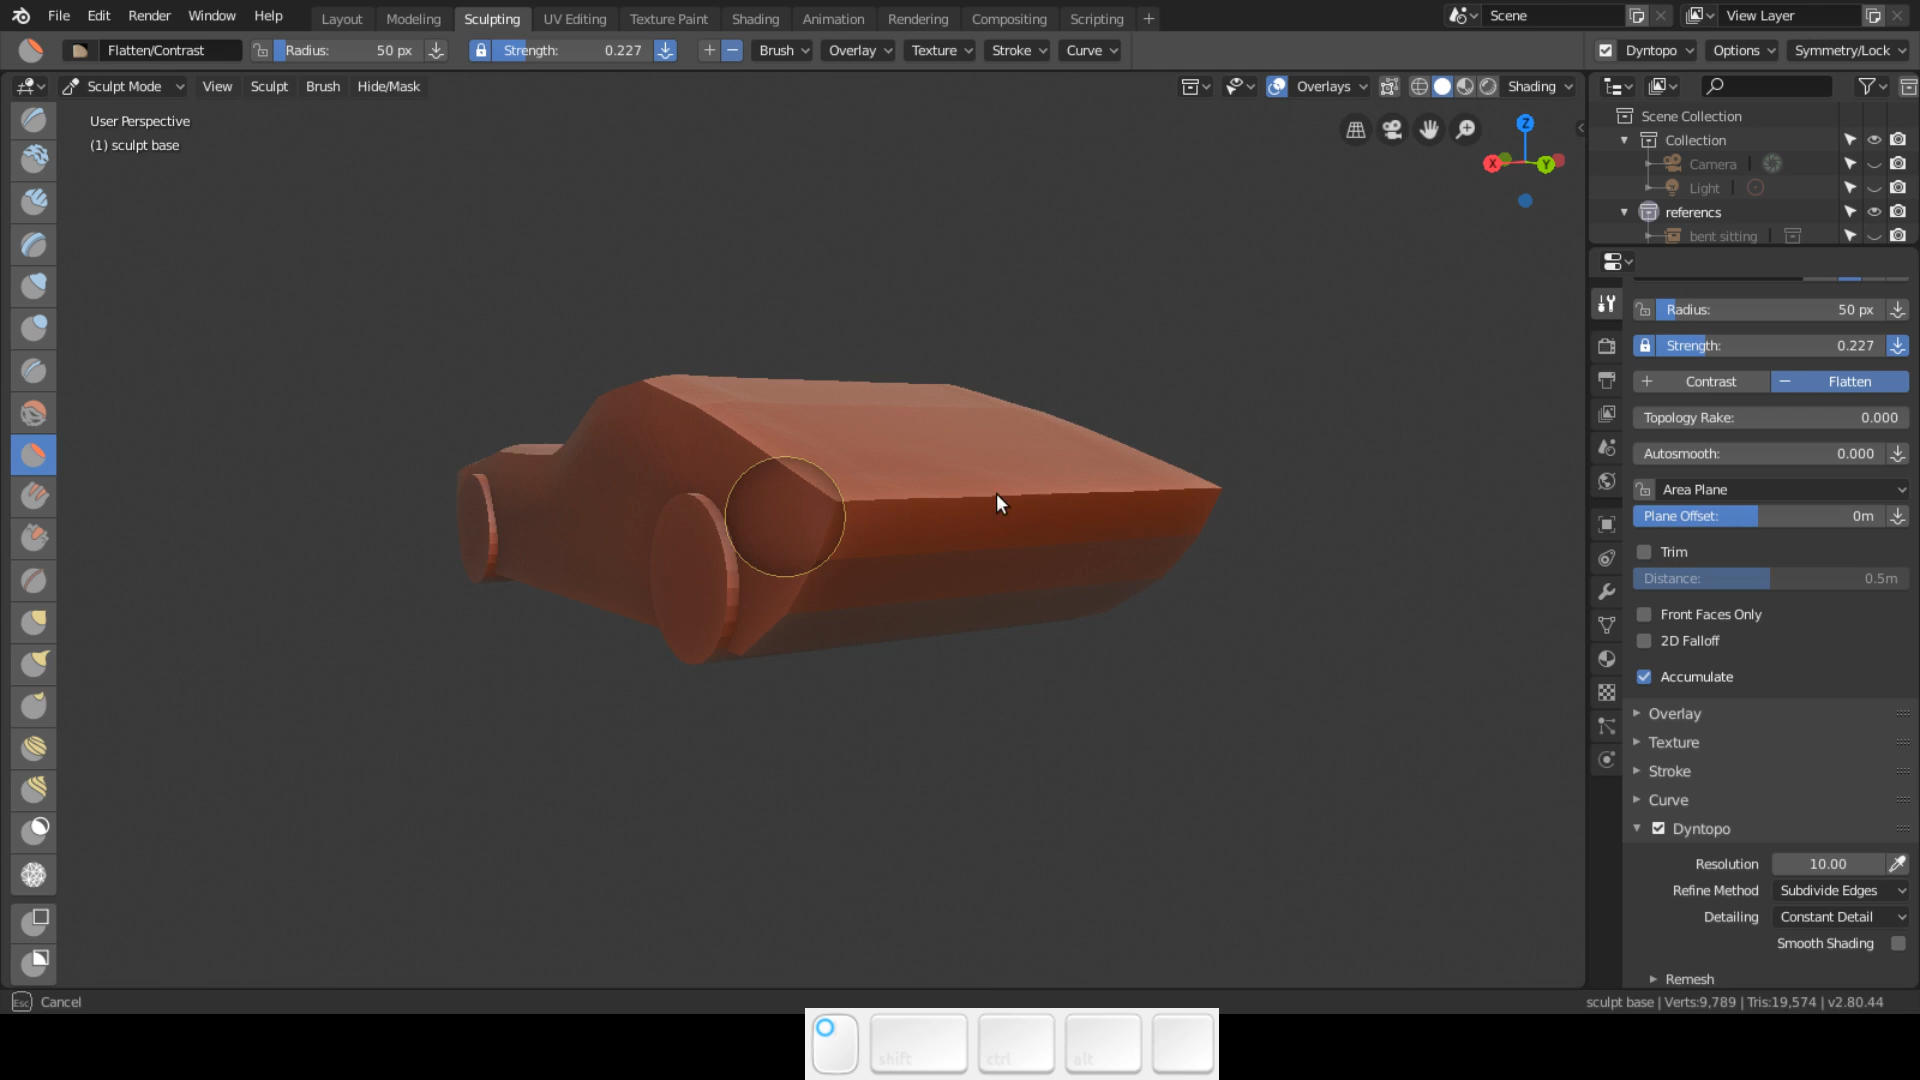 File Edit Render Window Help Layout Modeling Sculpting UV Editing Texture Paint Shading Animation Rendering Compositing Scripting + Scene View Layer
Flatten/Contrast Radius: 50 px Strength: 0.227 + − Brush Overlay Texture Stroke Curve Dyntopo Options Symmetry/Lock
Sculpt Mode View Sculpt Brush Hide/Mask Overlays Shading
User Perspective
(1) sculpt base
Z
X
Y
Scene Collection
Collection
Camera
Light
referencs
bent sitting
Radius: 50 px
Strength: 0.227
+ Contrast − Flatten
Topology Rake: 0.000
Autosmooth: 0.000
Area Plane
Plane Offset: 0m
Trim
Distance: 0.5m
Front Faces Only
2D Falloff
Accumulate
Overlay
Texture
Stroke
Curve
Dyntopo
Resolution 10.00
Refine Method Subdivide Edges
Detailing Constant Detail
Smooth Shading
Remesh
Esc Cancel
sculpt base | Verts:9,789 | Tris:19,574 | v2.80.44
shift ctrl alt